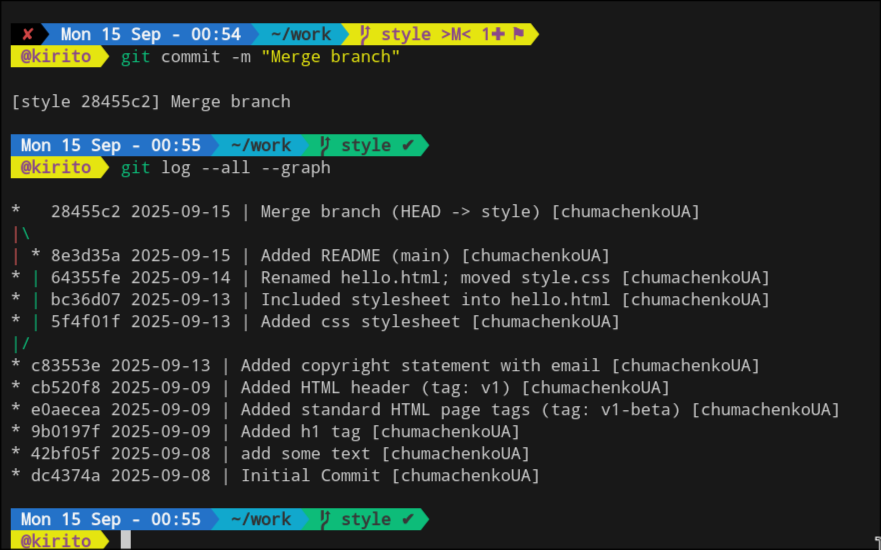 ✘ Mon 15 Sep - 00:54 ~/work style >M< 1✚ ⚑
@kirito git commit -m "Merge branch"
[style 28455c2] Merge branch
Mon 15 Sep - 00:55 ~/work style ✔
@kirito git log --all --graph
*   28455c2 2025-09-15 | Merge branch (HEAD -> style) [chumachenkoUA]
|\
| * 8e3d35a 2025-09-15 | Added README (main) [chumachenkoUA]
* | 64355fe 2025-09-14 | Renamed hello.html; moved style.css [chumachenkoUA]
* | bc36d07 2025-09-13 | Included stylesheet into hello.html [chumachenkoUA]
* | 5f4f01f 2025-09-13 | Added css stylesheet [chumachenkoUA]
|/
* c83553e 2025-09-13 | Added copyright statement with email [chumachenkoUA]
* cb520f8 2025-09-09 | Added HTML header (tag: v1) [chumachenkoUA]
* e0aecea 2025-09-09 | Added standard HTML page tags (tag: v1-beta) [chumachenkoUA]
* 9b0197f 2025-09-09 | Added h1 tag [chumachenkoUA]
* 42bf05f 2025-09-08 | add some text [chumachenkoUA]
* dc4374a 2025-09-08 | Initial Commit [chumachenkoUA]
Mon 15 Sep - 00:55 ~/work style ✔
@kirito